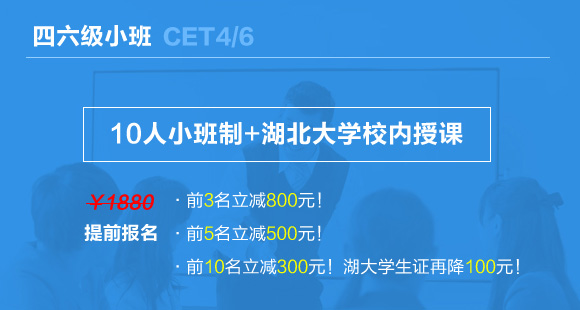 四六级小班 CET4/6
10人小班制+湖北大学校内授课
￥1880 · 前3名立减800元！
提前报名 · 前5名立减500元！
· 前10名立减300元！湖大学生证再降100元！